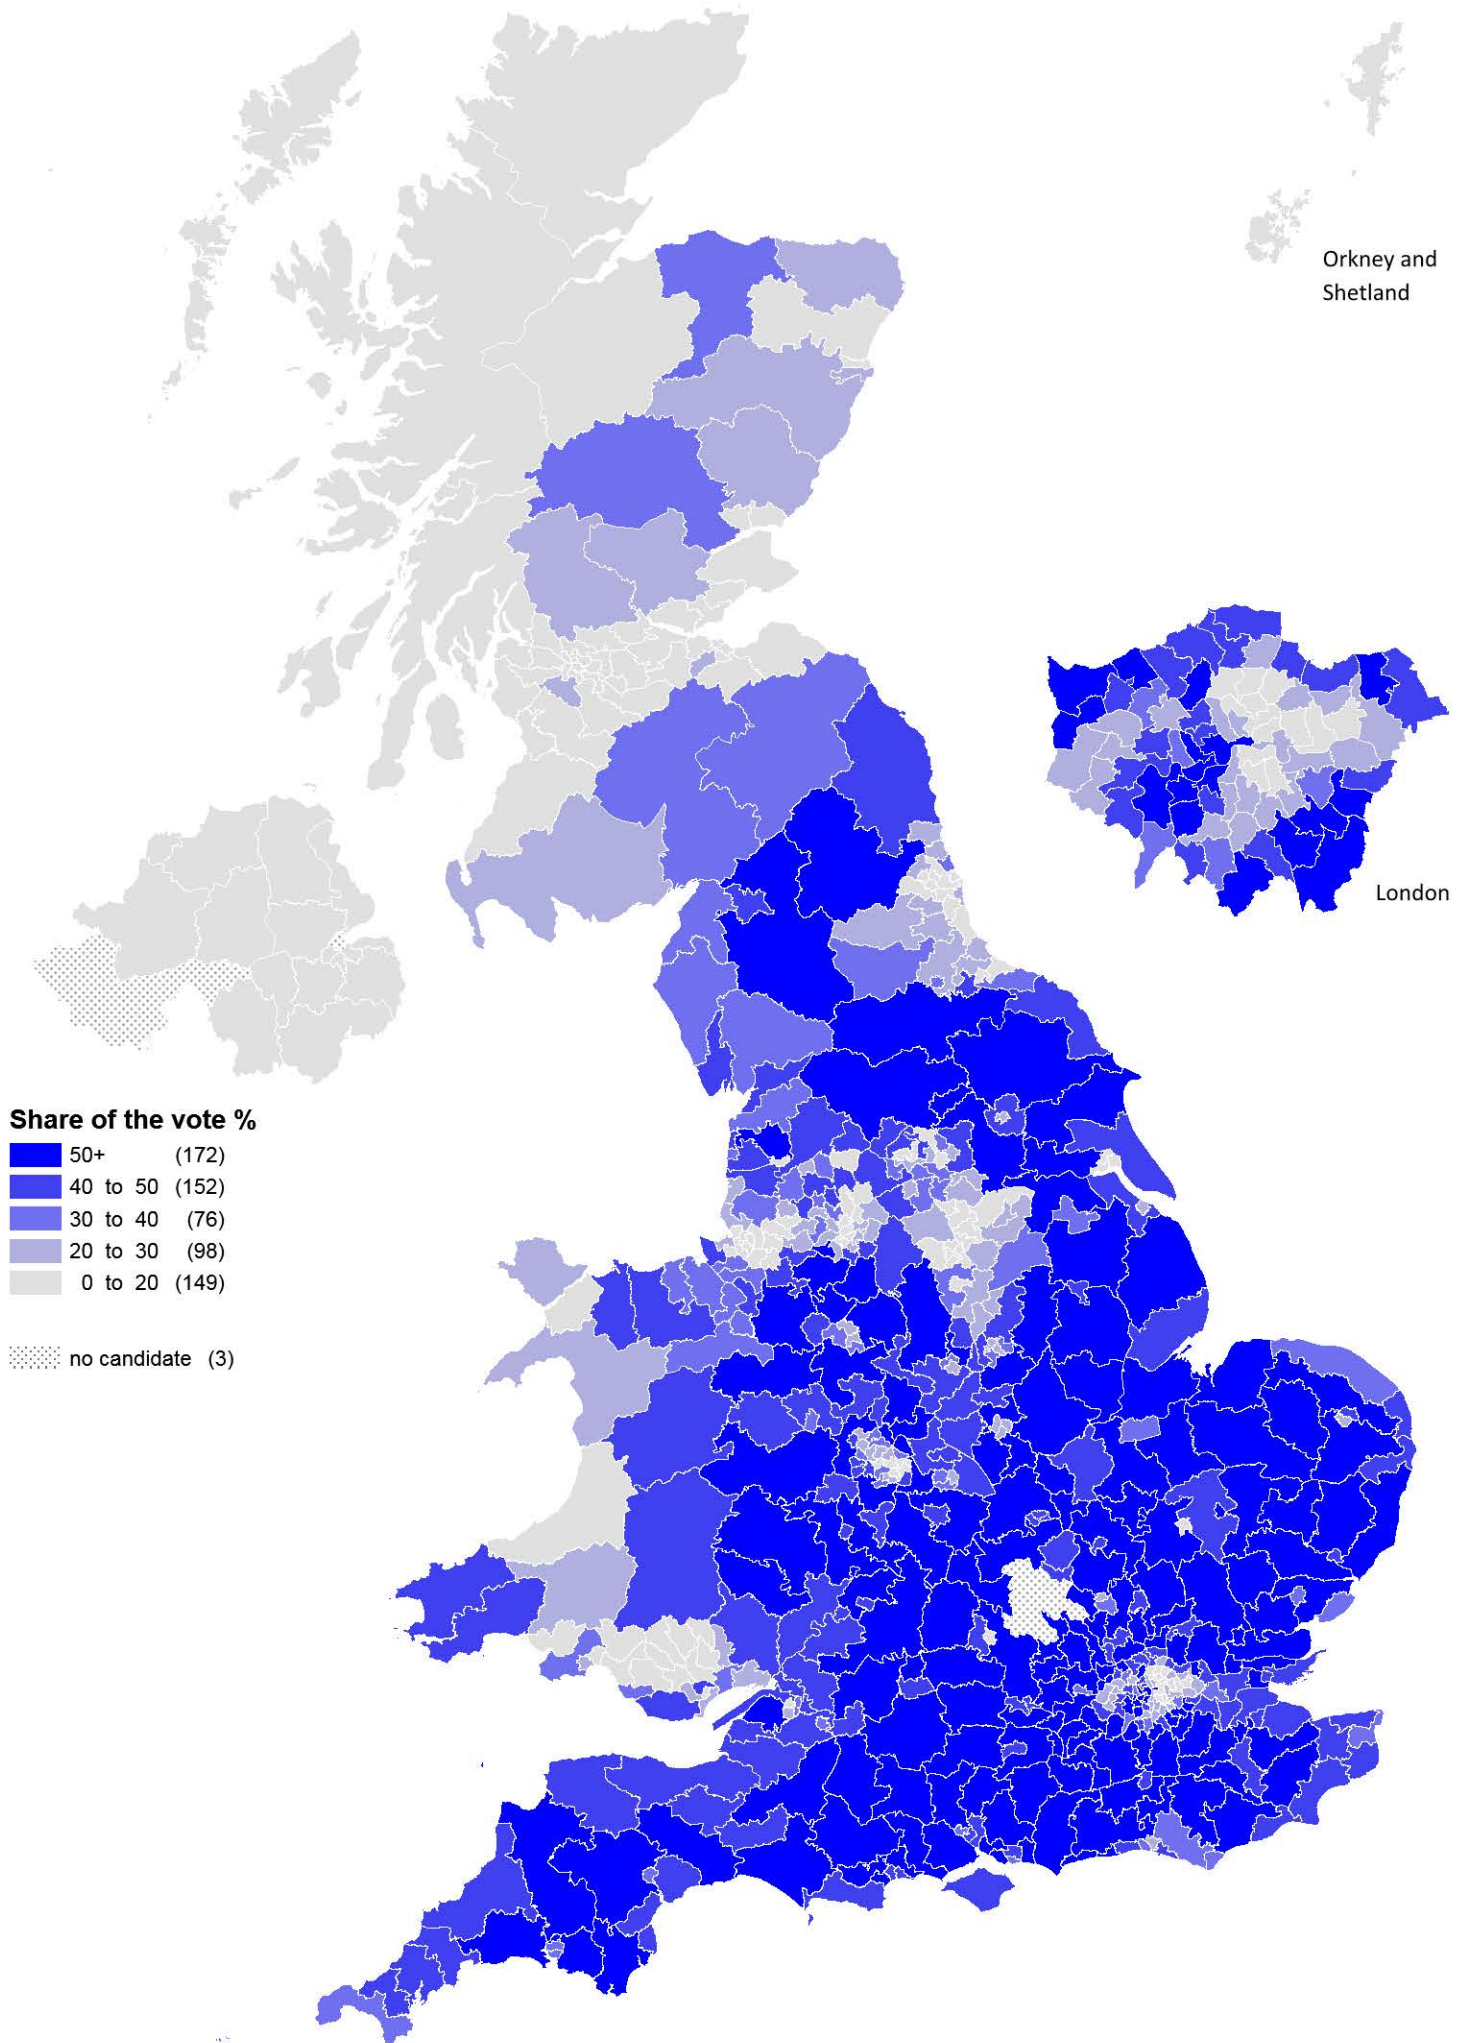 Orkney and
Shetland
London
Share of the vote %
50+ (172)
40 to 50 (152)
30 to 40 (76)
20 to 30 (98)
0 to 20 (149)
no candidate (3)